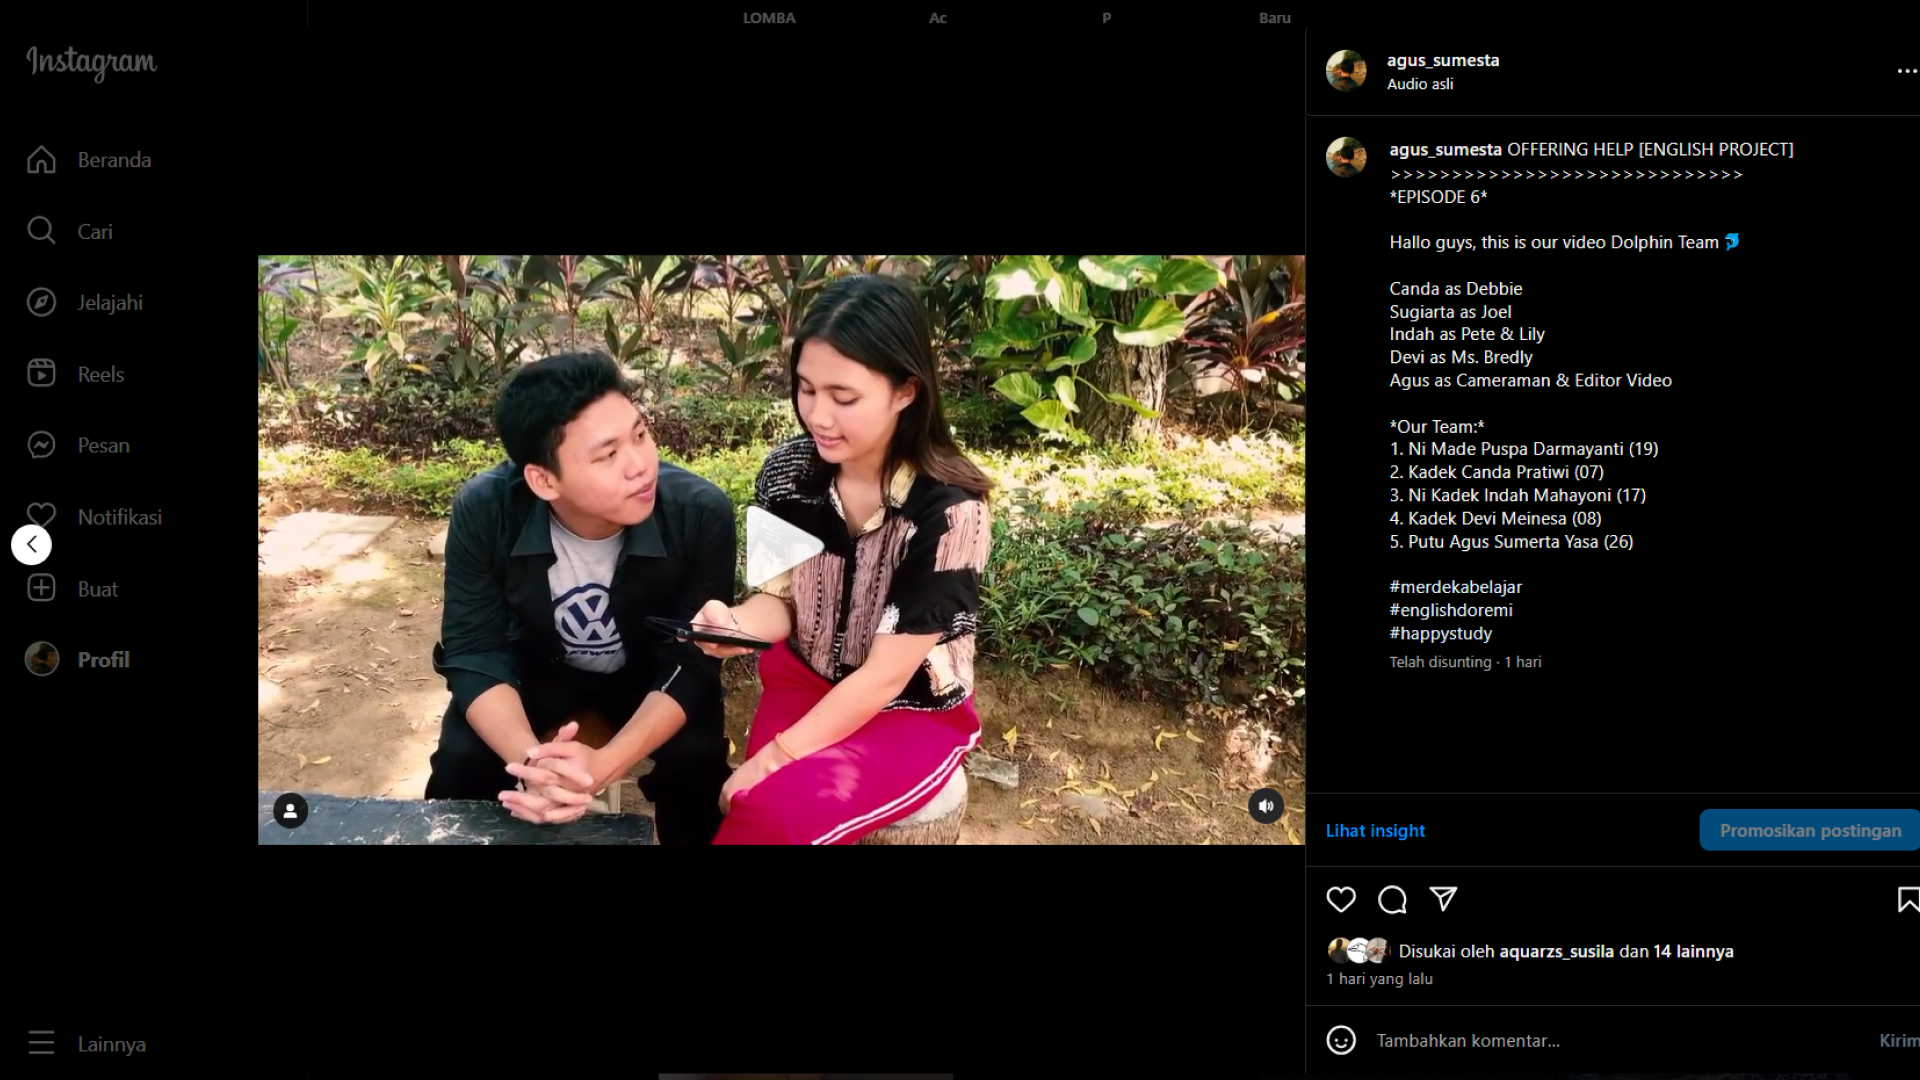 LOMBA
Ac
P
Baru
Instagram
Beranda
Cari
Jelajahi
Reels
Pesan
Notifikasi
Buat
Profil
Lainnya
agus_sumesta
Audio asli
agus_sumesta OFFERING HELP [ENGLISH PROJECT]
>>>>>>>>>>>>>>>>>>>>>>>>>>>>>
*EPISODE 6*
Hallo guys, this is our video Dolphin Team 🐬
Canda as Debbie
Sugiarta as Joel
Indah as Pete & Lily
Devi as Ms. Bredly
Agus as Cameraman & Editor Video
*Our Team:*
1. Ni Made Puspa Darmayanti (19)
2. Kadek Canda Pratiwi (07)
3. Ni Kadek Indah Mahayoni (17)
4. Kadek Devi Meinesa (08)
5. Putu Agus Sumerta Yasa (26)
#merdekabelajar
#englishdoremi
#happystudy
Telah disunting · 1 hari
Lihat insight
Promosikan postingan
Disukai oleh aquarzs_susila dan 14 lainnya
1 hari yang lalu
Tambahkan komentar...
Kirim